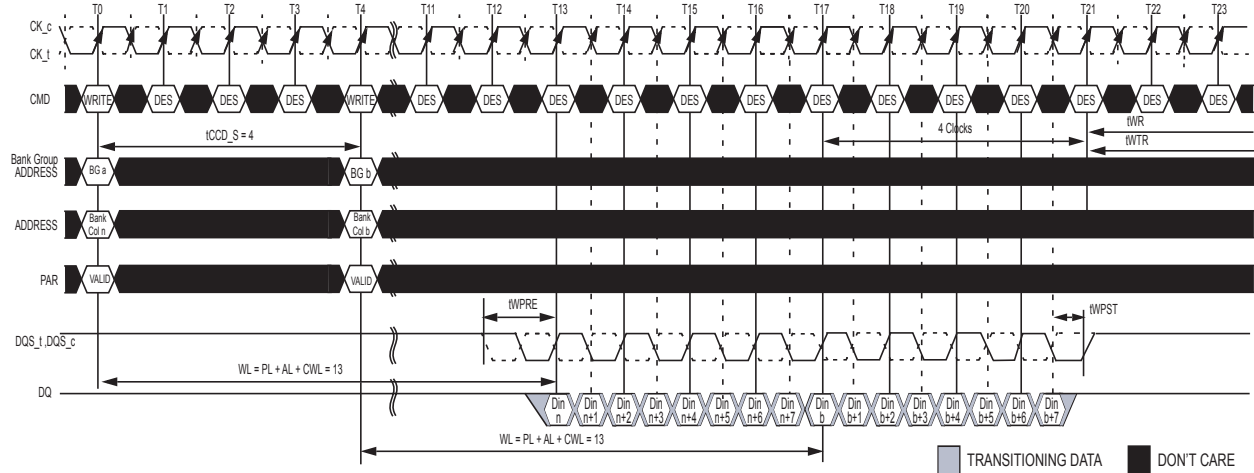 T0 T1 T2 T3 T4 T11 T12 T13 T14 T15 T16 T17 T18 T19 T20 T21 T22 T23
CK_c
CK_t
CMD WRITE DES DES DES WRITE DES DES DES DES DES DES DES DES DES DES DES DES DES
tCCD_S = 4
4 Clocks
tWR
tWTR
Bank Group
ADDRESS
BG a
BG b
ADDRESS
Bank
Col n
Bank
Col b
PAR VALID VALID
tWPRE
tWPST
DQS_t ,DQS_c
WL = PL + AL + CWL = 13
DQ
Din Din Din Din Din Din Din Din Din Din Din Din Din Din Din Din
n n+1 n+2 n+3 n+4 n+5 n+6 n+7 b b+1 b+2 b+3 b+4 b+5 b+6 b+7
WL = PL + AL + CWL = 13
TRANSITIONING DATA
DON'T CARE